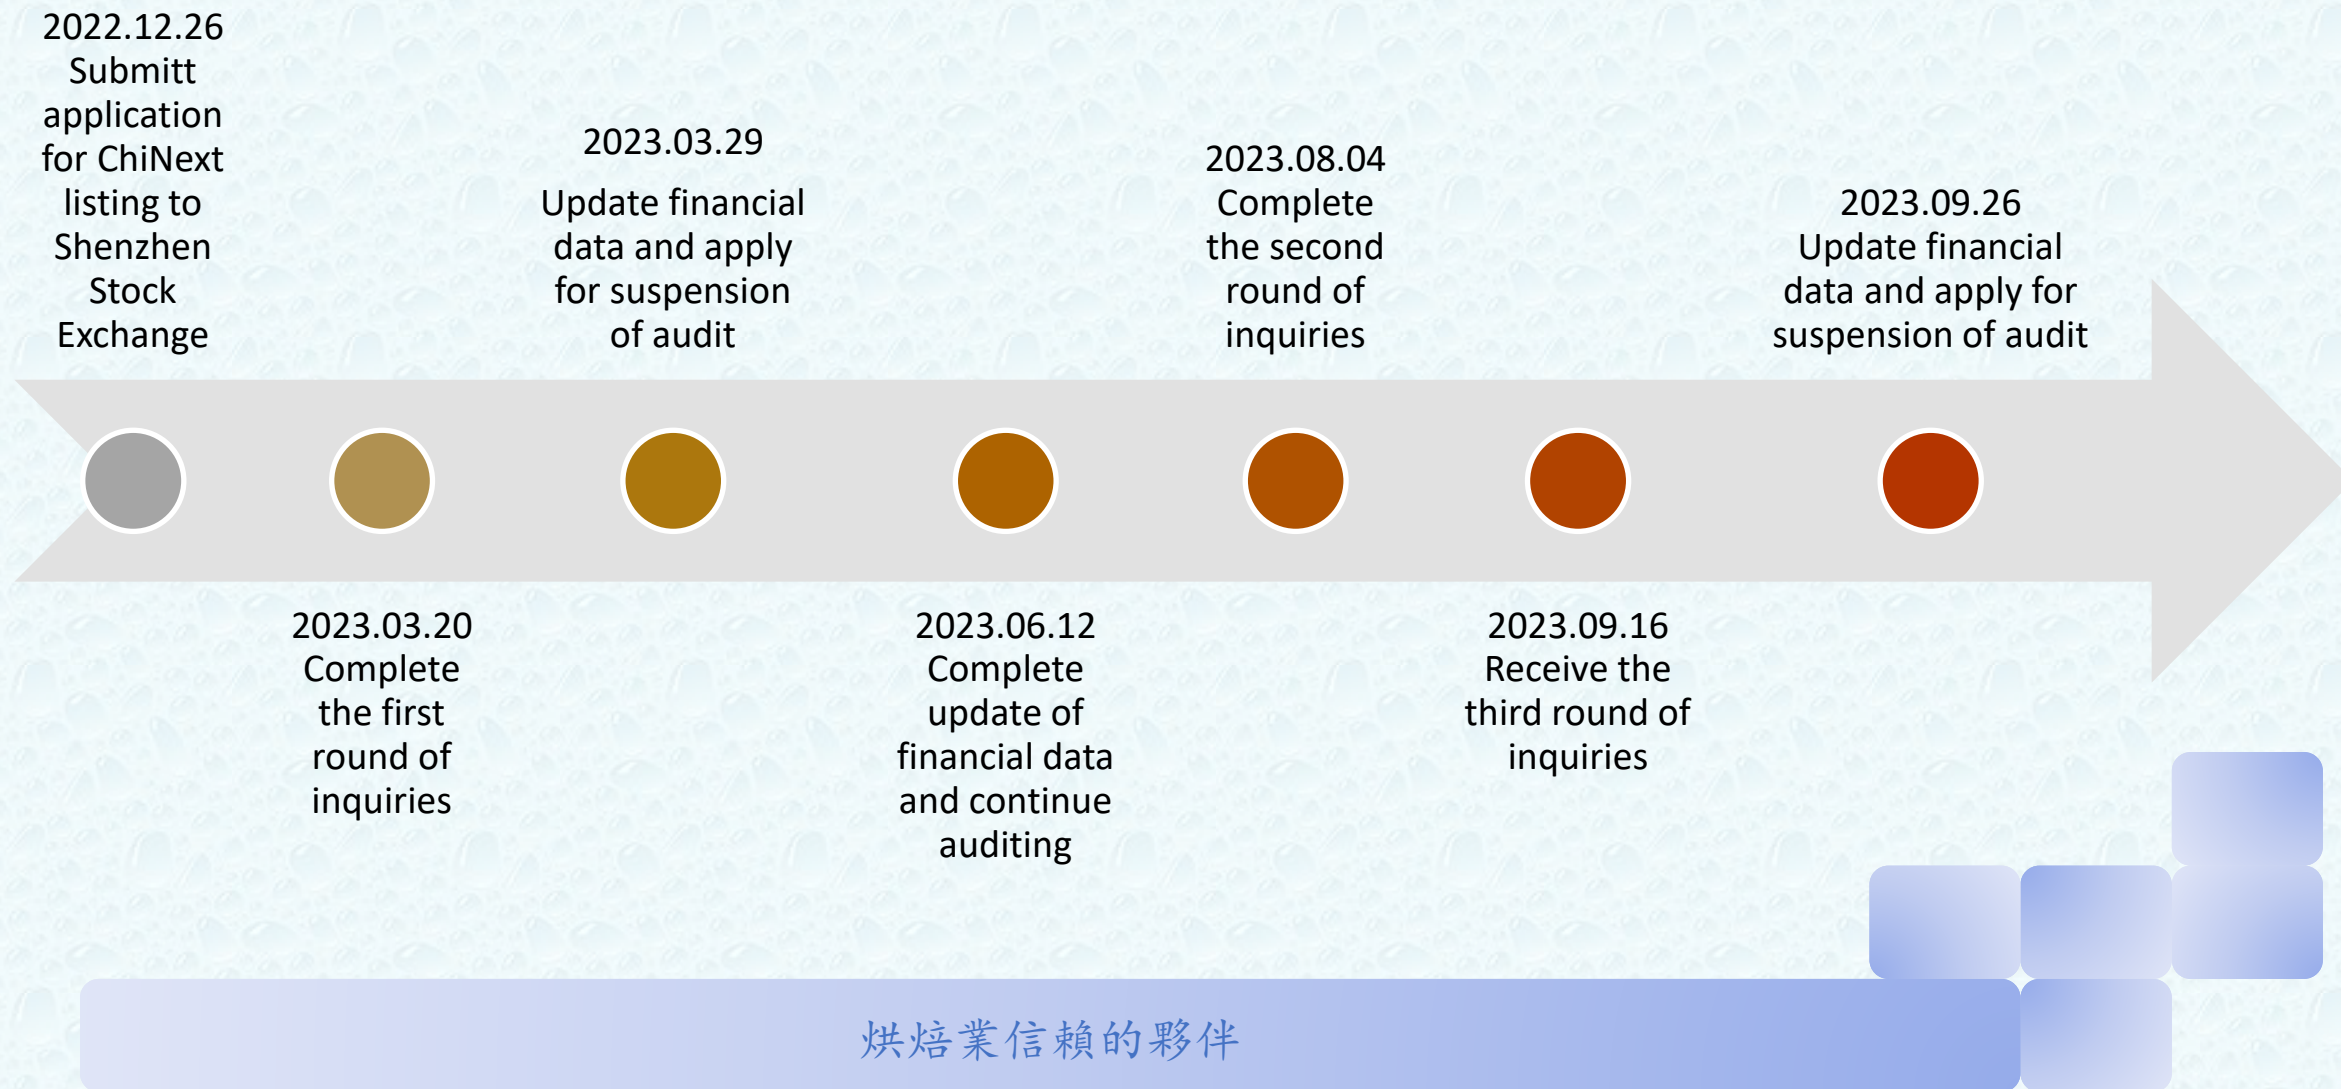 2022.12.26
Submitt
application
for ChiNext
listing to
Shenzhen
Stock
Exchange
2023.03.20
Complete
the first
round of
inquiries
2023.03.29
Update financial
data and apply
for suspension
of audit
2023.06.12
Complete
update of
financial data
and continue
auditing
2023.08.04
Complete
the second
round of
inquiries
2023.09.16
Receive the
third round of
inquiries
2023.09.26
Update financial
data and apply for
suspension of audit
烘焙業信賴的夥伴